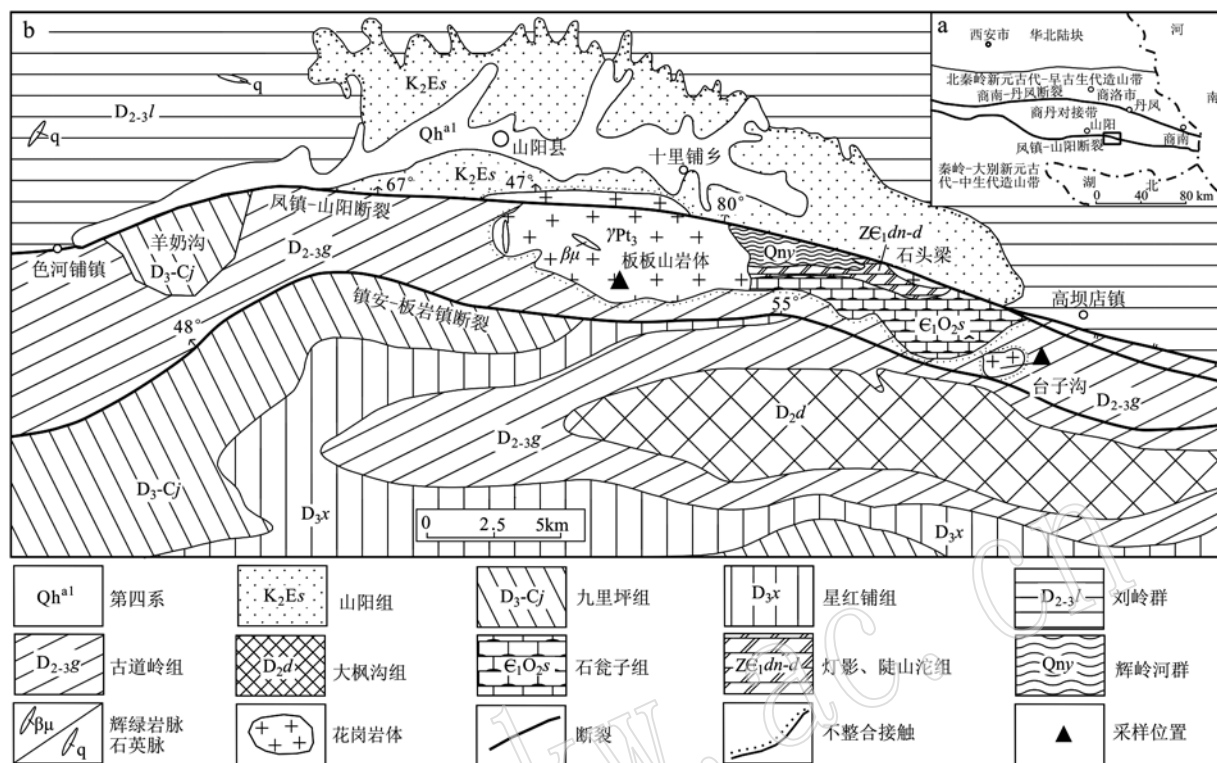 b
a
西安市
华北陆块
河
南
北秦岭新元古代-早古生代造山带
商洛市
商南-丹凤断裂
丹凤
商丹对接带
山阳
商南
凤镇-山阳断裂
秦岭-大别新元古
代-中生代造山带
湖
北
0 40 80 km
q
K₂Es
D₂₋₃l
q
Qhᵃˡ
山阳县
十里铺乡
K₂Es
67°
47°
80°
凤镇-山阳断裂
羊奶沟
D₃-Cj
D₂₋₃g
γPt₃
βμ
板板山岩体
Qny
Z∈₁dn-d
石头梁
色河铺镇
镇安-板岩镇断裂
48°
55°
∈₁O₂s
高坝店镇
台子沟
D₂₋₃g
D₂d
D₂₋₃g
D₃-Cj
D₃x
D₃x
0 2.5 5km
Qhᵃˡ 第四系
K₂Es 山阳组
D₃-Cj 九里坪组
D₃x 星红铺组
D₂₋₃l 刘岭群
D₂₋₃g 古道岭组
D₂d 大枫沟组
∈₁O₂s 石瓮子组
Z∈₁dn-d 灯影、陡山沱组
Qny 辉岭河群
βμ 辉绿岩脉
q 石英脉
花岗岩体
断裂
不整合接触
采样位置